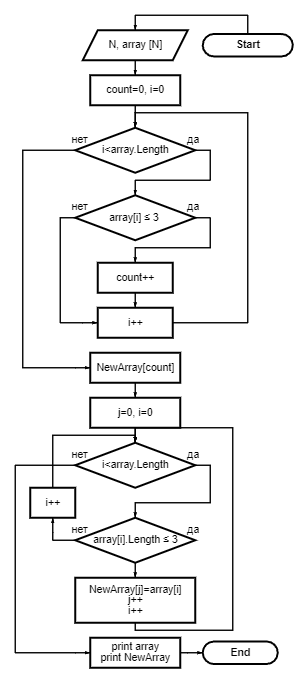 Start
N, array [N]
count=0, i=0
нет
да
i<array.Length
нет
да
array[i] ≤ 3
count++
i++
NewArray[count]
j=0, i=0
нет
да
i<array.Length
i++
нет
да
array[i].Length ≤ 3
NewArray[j]=array[i]
j++
i++
print array
print NewArray
End